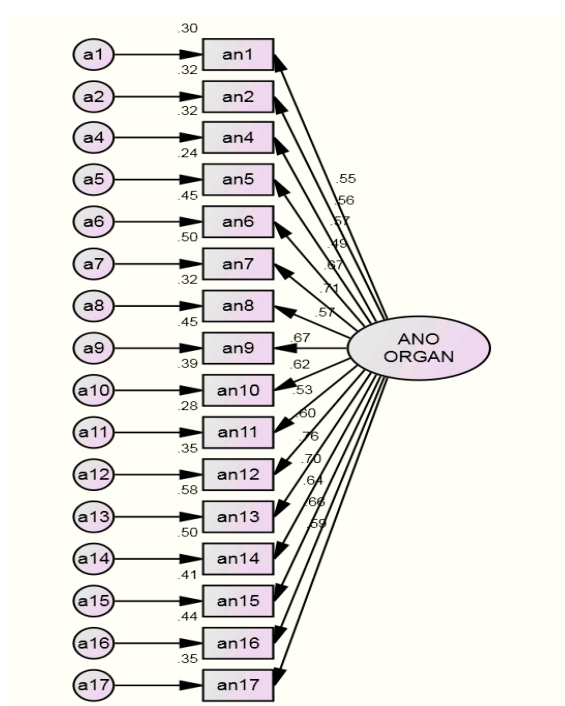 .30
a1 an1
.32
a2 an2
.32
a4 an4
.24
a5 an5
.45
a6 an6
.50
a7 an7
.32
a8 an8
.45
a9 an9
.39
a10 an10
.28
a11 an11
.35
a12 an12
.58
a13 an13
.50
a14 an14
.41
a15 an15
.44
a16 an16
.35
a17 an17
.55
.56
.57
.49
.67
.71
.57
.67
.62
.53
.60
.76
.70
.64
.66
.59
ANO
ORGAN